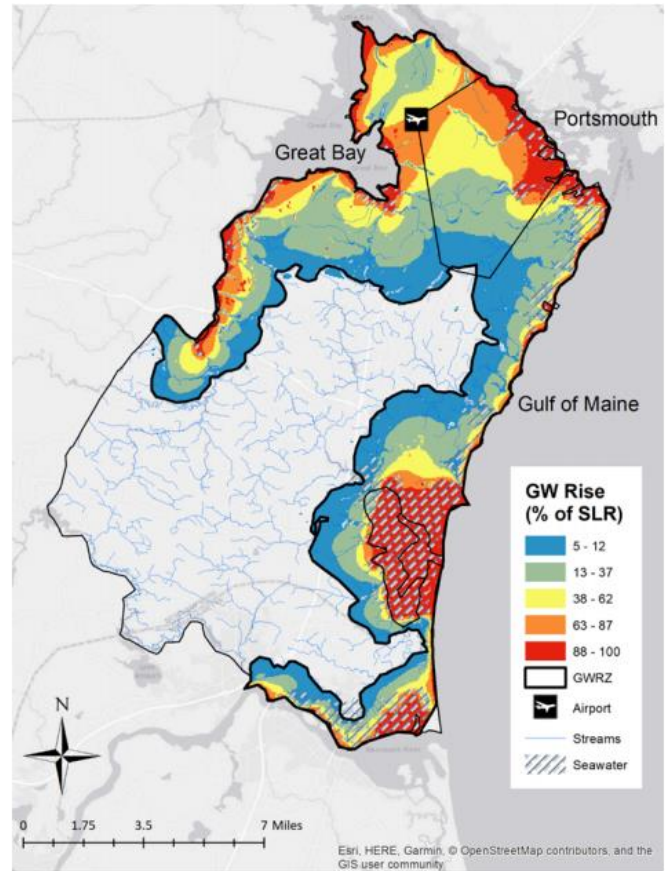 Portsmouth
Great Bay
Gulf of Maine
GW Rise
(% of SLR)
5 - 12
13 - 37
38 - 62
63 - 87
88 - 100
GWRZ
Airport
Streams
Seawater
N
0 1.75 3.5 7 Miles
Esri, HERE, Garmin, © OpenStreetMap contributors, and the
GIS user community